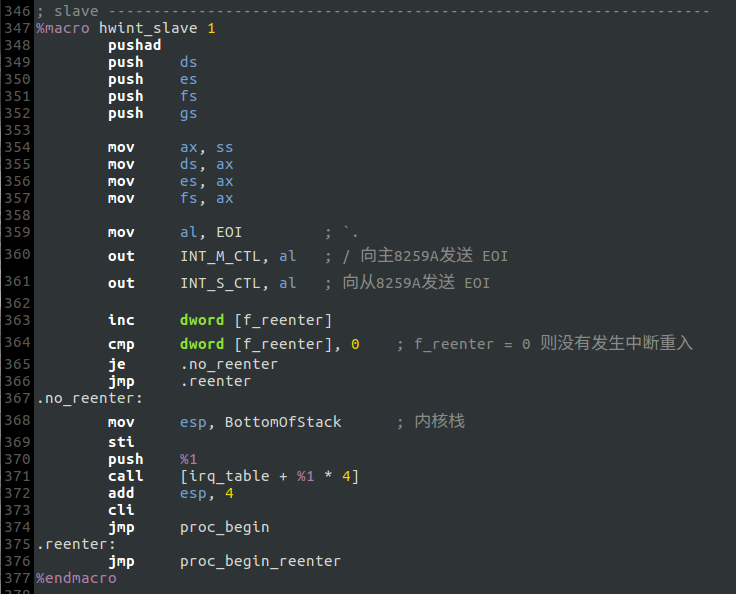 346 ; slave -------------------------------------------------------------------
347 %macro hwint_slave 1
348         pushad
349         push    ds
350         push    es
351         push    fs
352         push    gs
353
354         mov     ax, ss
355         mov     ds, ax
356         mov     es, ax
357         mov     fs, ax
358
359         mov     al, EOI         ; `.
360         out     INT_M_CTL, al   ; / 向主8259A发送 EOI
361         out     INT_S_CTL, al   ; 向从8259A发送 EOI
362
363         inc     dword [f_reenter]
364         cmp     dword [f_reenter], 0    ; f_reenter = 0 则没有发生中断重入
365         je      .no_reenter
366         jmp     .reenter
367 .no_reenter:
368         mov     esp, BottomOfStack      ; 内核栈
369         sti
370         push    %1
371         call    [irq_table + %1 * 4]
372         add     esp, 4
373         cli
374         jmp     proc_begin
375 .reenter:
376         jmp     proc_begin_reenter
377 %endmacro